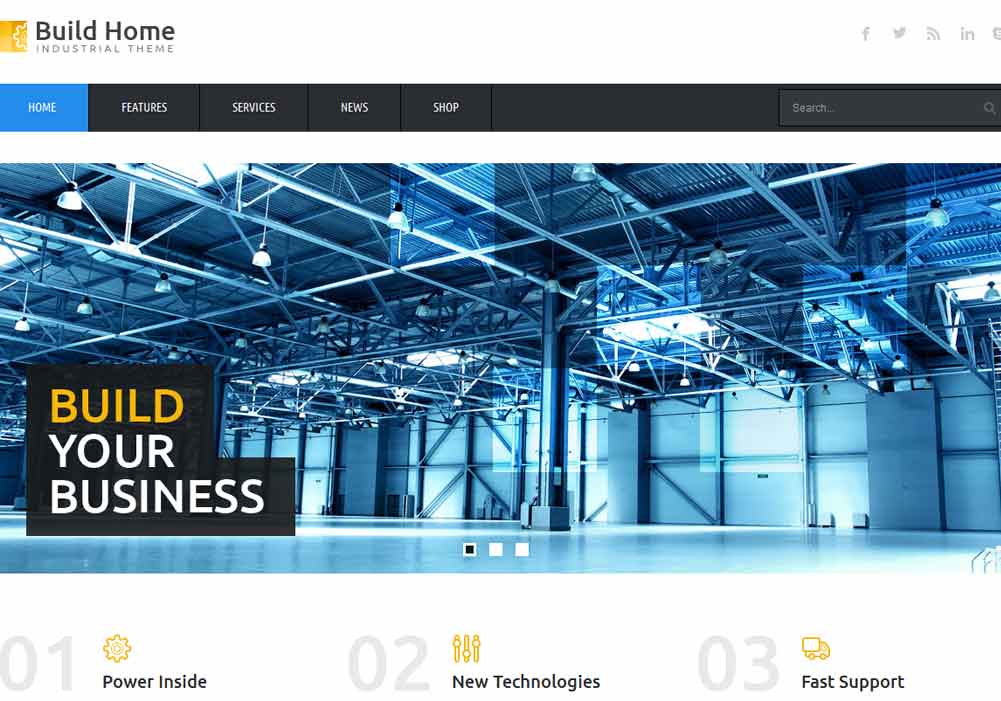 Build Home
INDUSTRIAL THEME
HOME FEATURES SERVICES NEWS SHOP Search...
BUILD
YOUR
BUSINESS
01 02 03
Power Inside New Technologies Fast Support